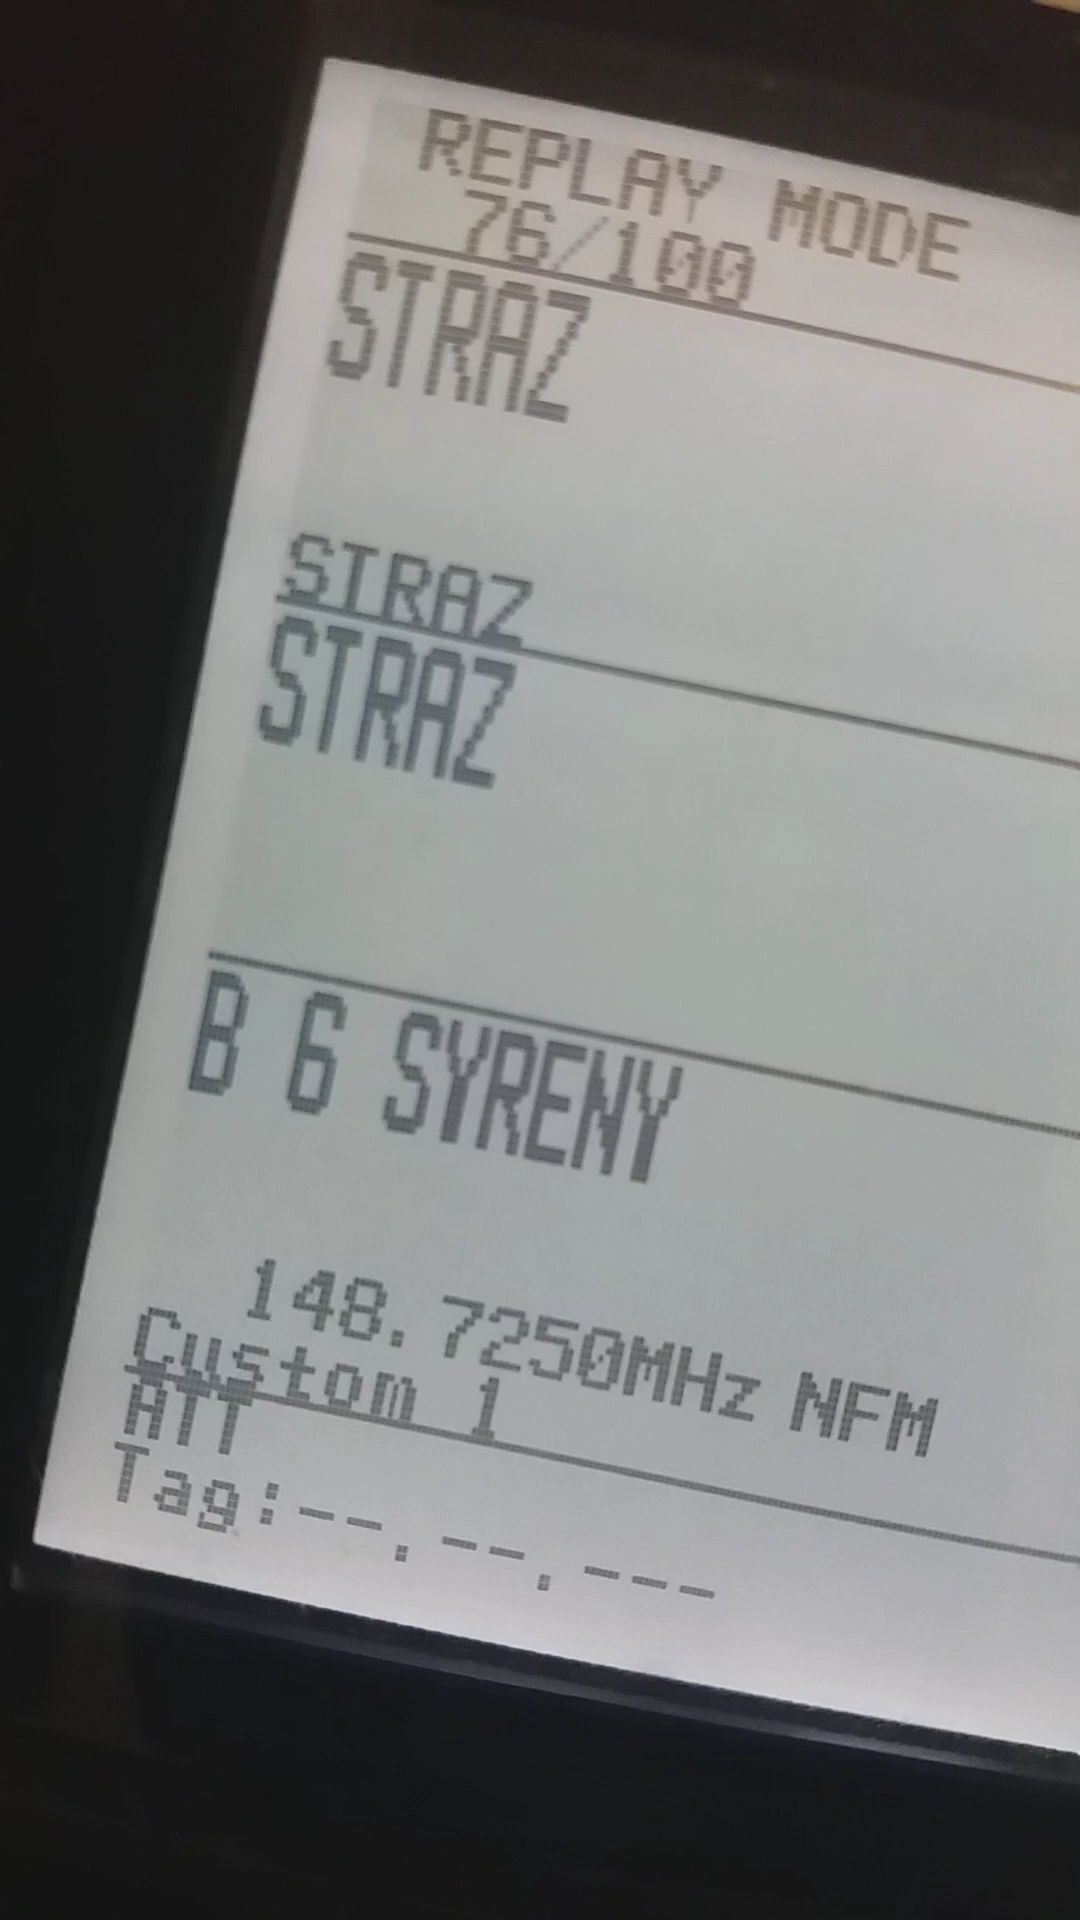 REPLAY MODE
76/100
STRAZ
STRAZ
STRAZ
B 6 SYRENY
148.7250MHz NFM
Custom 1
ATT
Tag:--.--.---